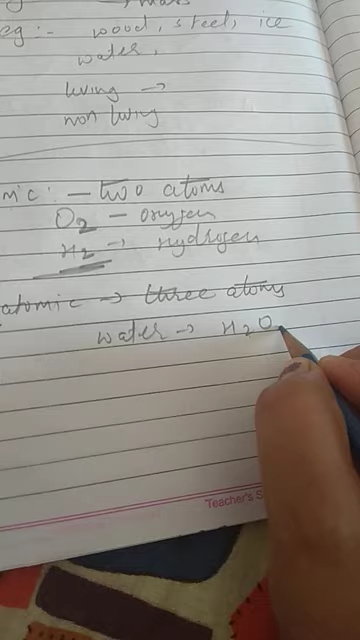 eg :- wood, steel, ice
water,
living →
non living
mic: - two atoms
O2 - oxygen
H2 → Hydrogen
atomic → three atoms
water → H2O
Teacher's S